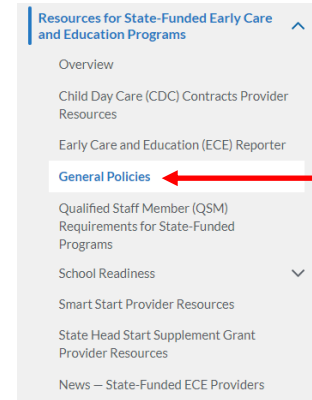 Resources for State-Funded Early Care
and Education Programs
Overview
Child Day Care (CDC) Contracts Provider
Resources
Early Care and Education (ECE) Reporter
General Policies
Qualified Staff Member (QSM)
Requirements for State-Funded
Programs
School Readiness
Smart Start Provider Resources
State Head Start Supplement Grant
Provider Resources
News — State-Funded ECE Providers